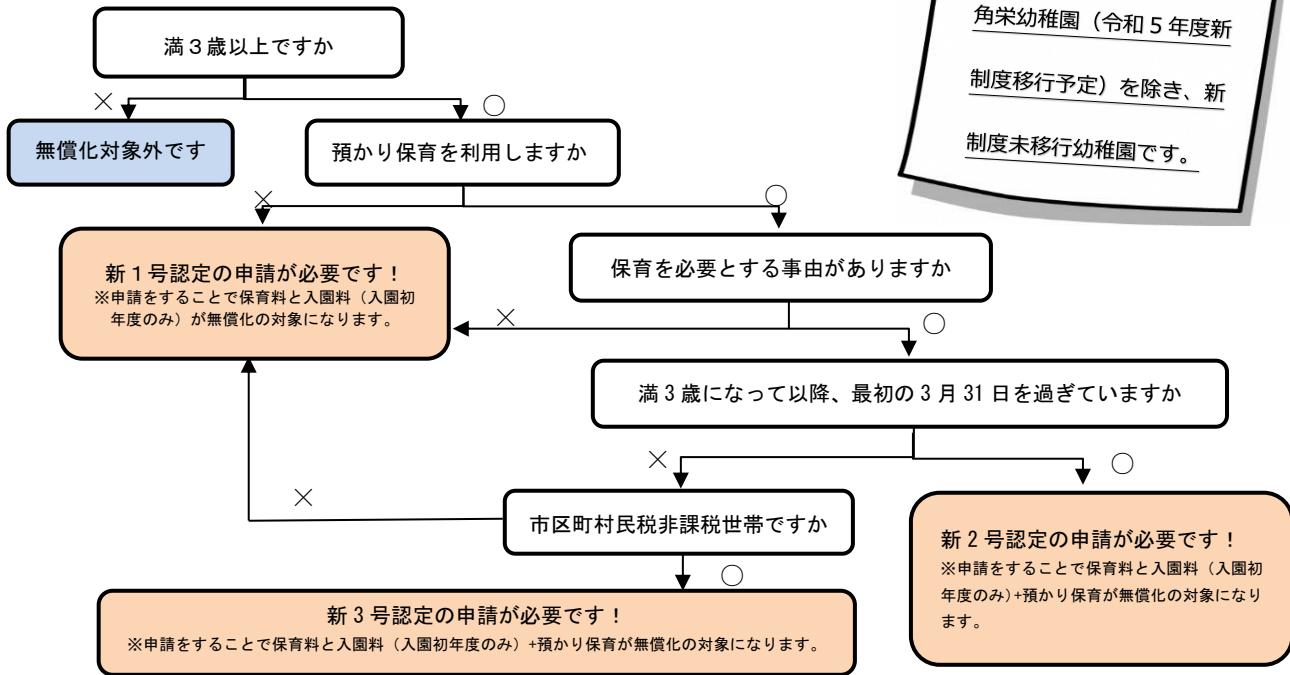 満３歳以上ですか
角栄幼稚園（令和５年度新
制度移行予定）を除き、新
制度未移行幼稚園です。
×
○
無償化対象外です
預かり保育を利用しますか
×
○
新１号認定の申請が必要です！
※申請をすることで保育料と入園料（入園初
年度のみ）が無償化の対象になります。
保育を必要とする事由がありますか
×
○
満３歳になって以降、最初の３月31日を過ぎていますか
×
○
×
市区町村民税非課税世帯ですか
○
新２号認定の申請が必要です！
※申請をすることで保育料と入園料（入園初
年度のみ）+預かり保育が無償化の対象になり
ます。
新３号認定の申請が必要です！
※申請をすることで保育料と入園料（入園初年度のみ）+預かり保育が無償化の対象になります。